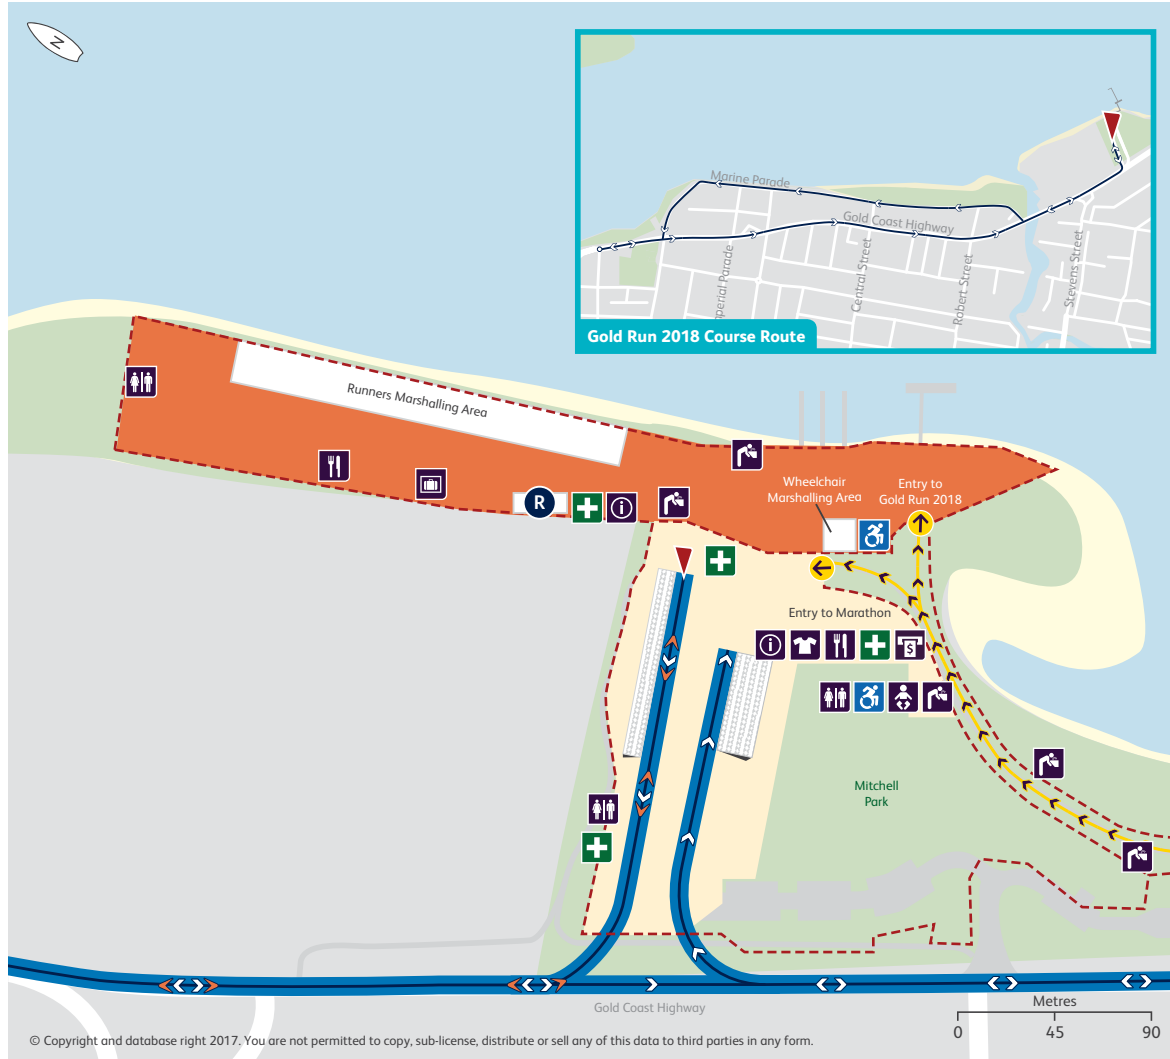 N
Marine Parade
Gold Coast Highway
perial Parade
Central Street
Robert Street
Stevens Street
Gold Run 2018 Course Route
Runners Marshalling Area
R
i
Wheelchair
Marshalling Area
Entry to
Gold Run 2018
Entry to Marathon
i
$
Mitchell
Park
Gold Coast Highway
Metres
0 45 90
© Copyright and database right 2017. You are not permitted to copy, sub-license, distribute or sell any of this data to third parties in any form.